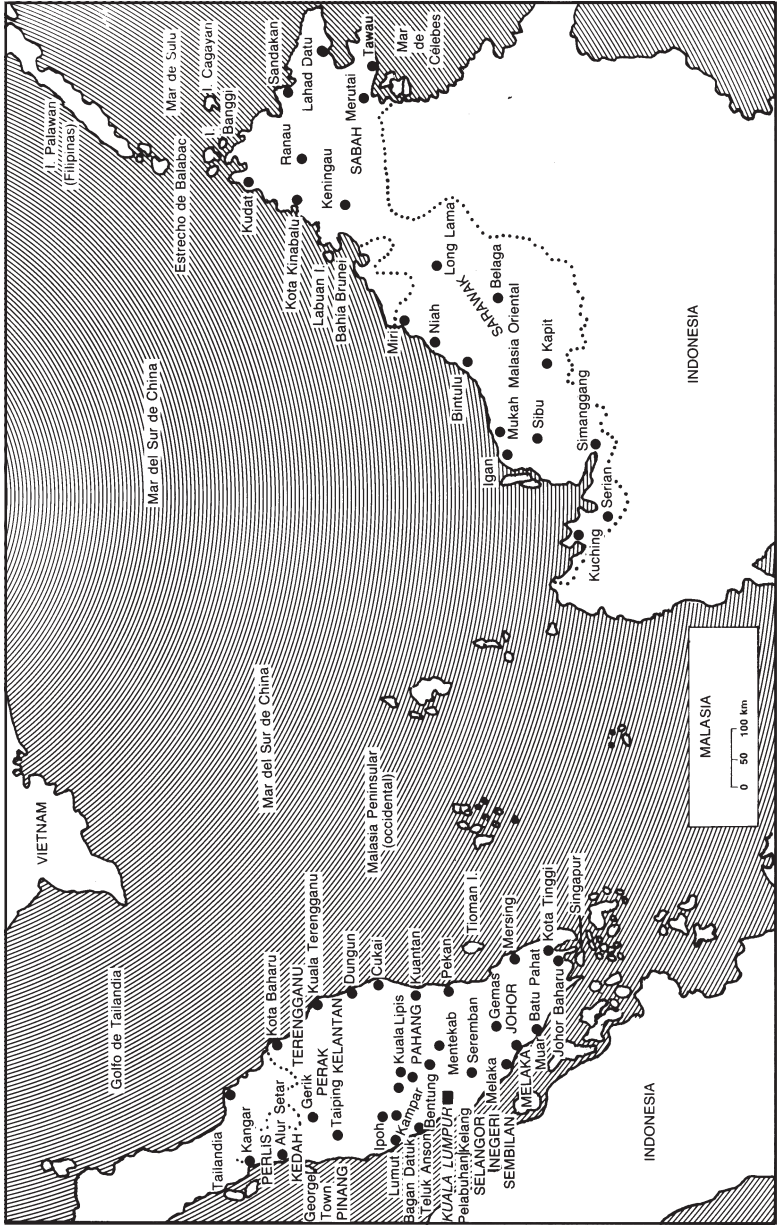 VIETNAM
Golfo de Tailandia
Mar del Sur de China
Mar del Sur de China
I. Palawan
(Filipinas)
Mar de Sulu
Estrecho de Balabac
I. Cagayan
I.
Banggi
Sandakan
Lahad Datu
Tawau
Mar
de
Célebes
Kudat
Ranau
Kota Kinabalu
Keningau
SABAH
Merutai
Labuan I.
Bahia Brunei
Miri
Niah
Long Lama
SARAWAK
Belaga
Bintulu
Mukah
Malasia Oriental
Kapit
Igan
Sibu
Simanggang
Serian
Kuching
INDONESIA
Malasia Peninsular
(occidental)
Tailandia
Kangar
PERLIS
Alur Setar
KEDAH
George
Town
PINANG
Gerik
PERAK
Taiping
KELANTAN
Kota Baharu
TERENGGANU
Kuala Terengganu
Dungun
Cukai
Ipoh
Lumut
Kampar
Kuala Lipis
PAHANG
Kuantan
Bagan Datuk
Teluk Anson
Bentung
Mentekab
Pekan
Tioman I.
KUALA LUMPUR
Pelabuhan Kelang
SELANGOR
NEGERI
SEMBILAN
Seremban
Gemas
Melaka
MELAKA
JOHOR
Mersing
Muar
Batu Pahat
Johor Baharu
Kota Tinggi
Singapur
INDONESIA
MALASIA
0 50 100 km